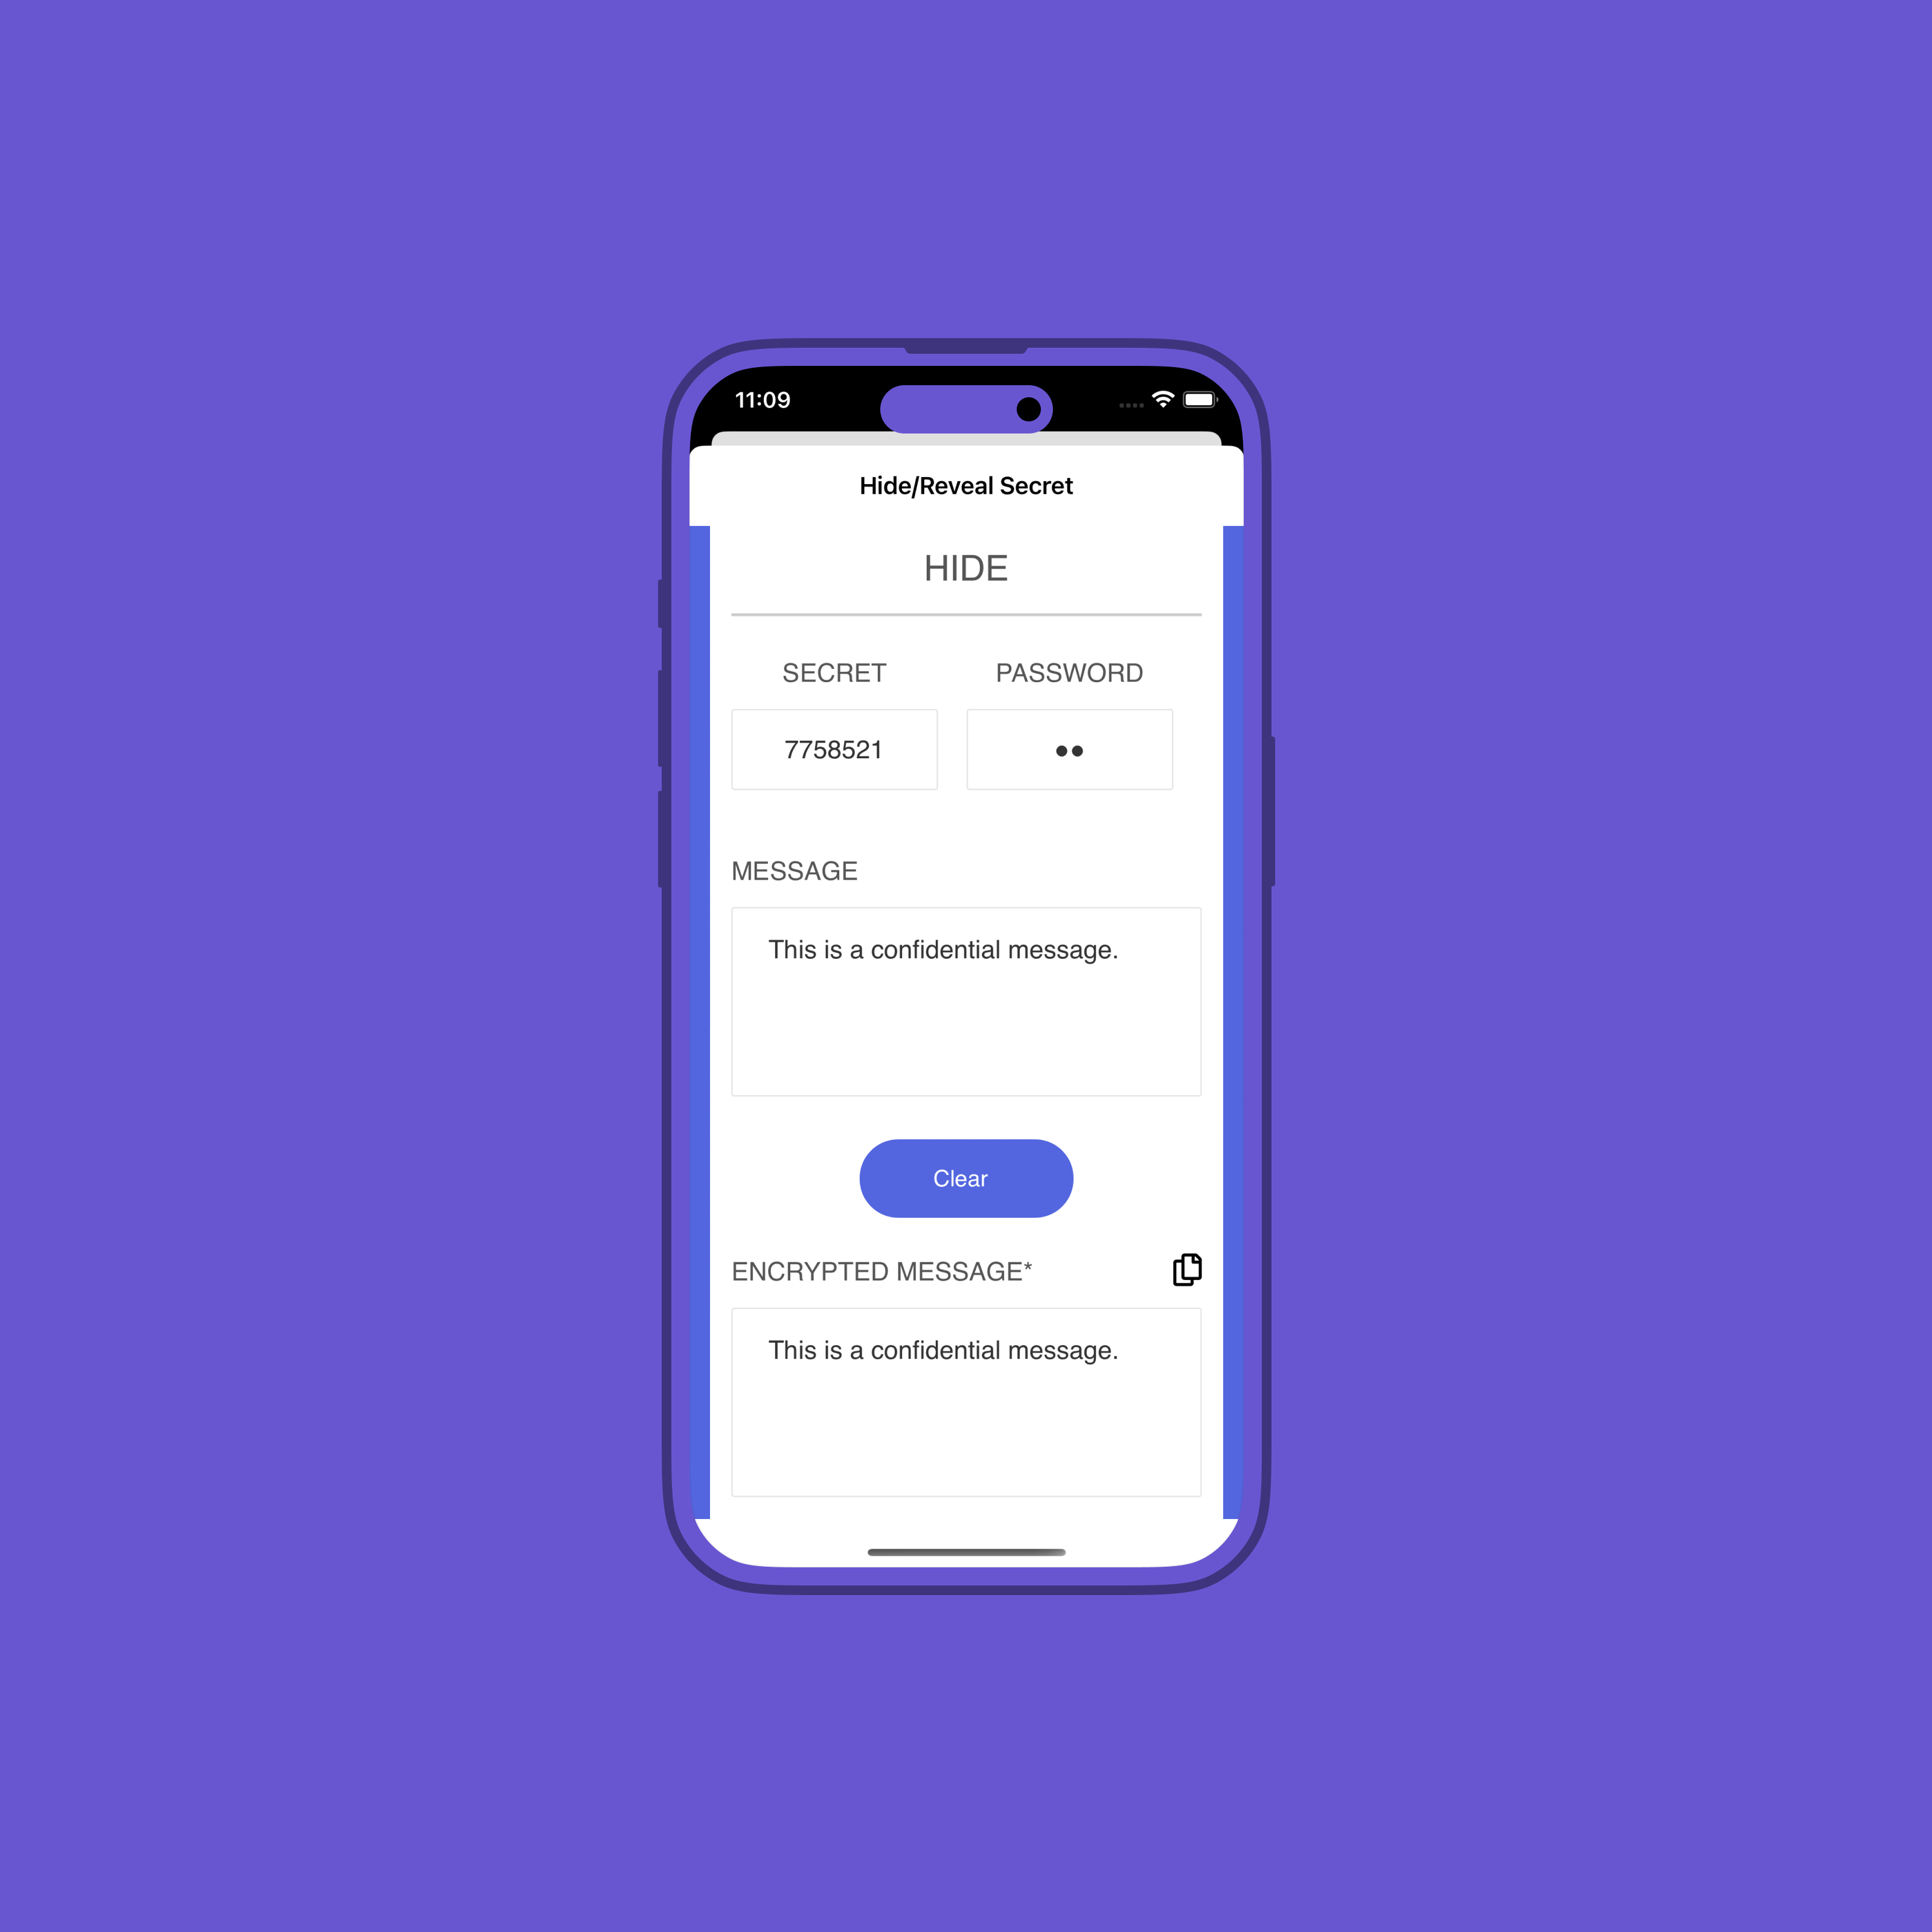 11:09
Hide/Reveal Secret
HIDE
SECRET PASSWORD
7758521 ••
MESSAGE
This is a confidential message.
Clear
ENCRYPTED MESSAGE*
This is a confidential message.